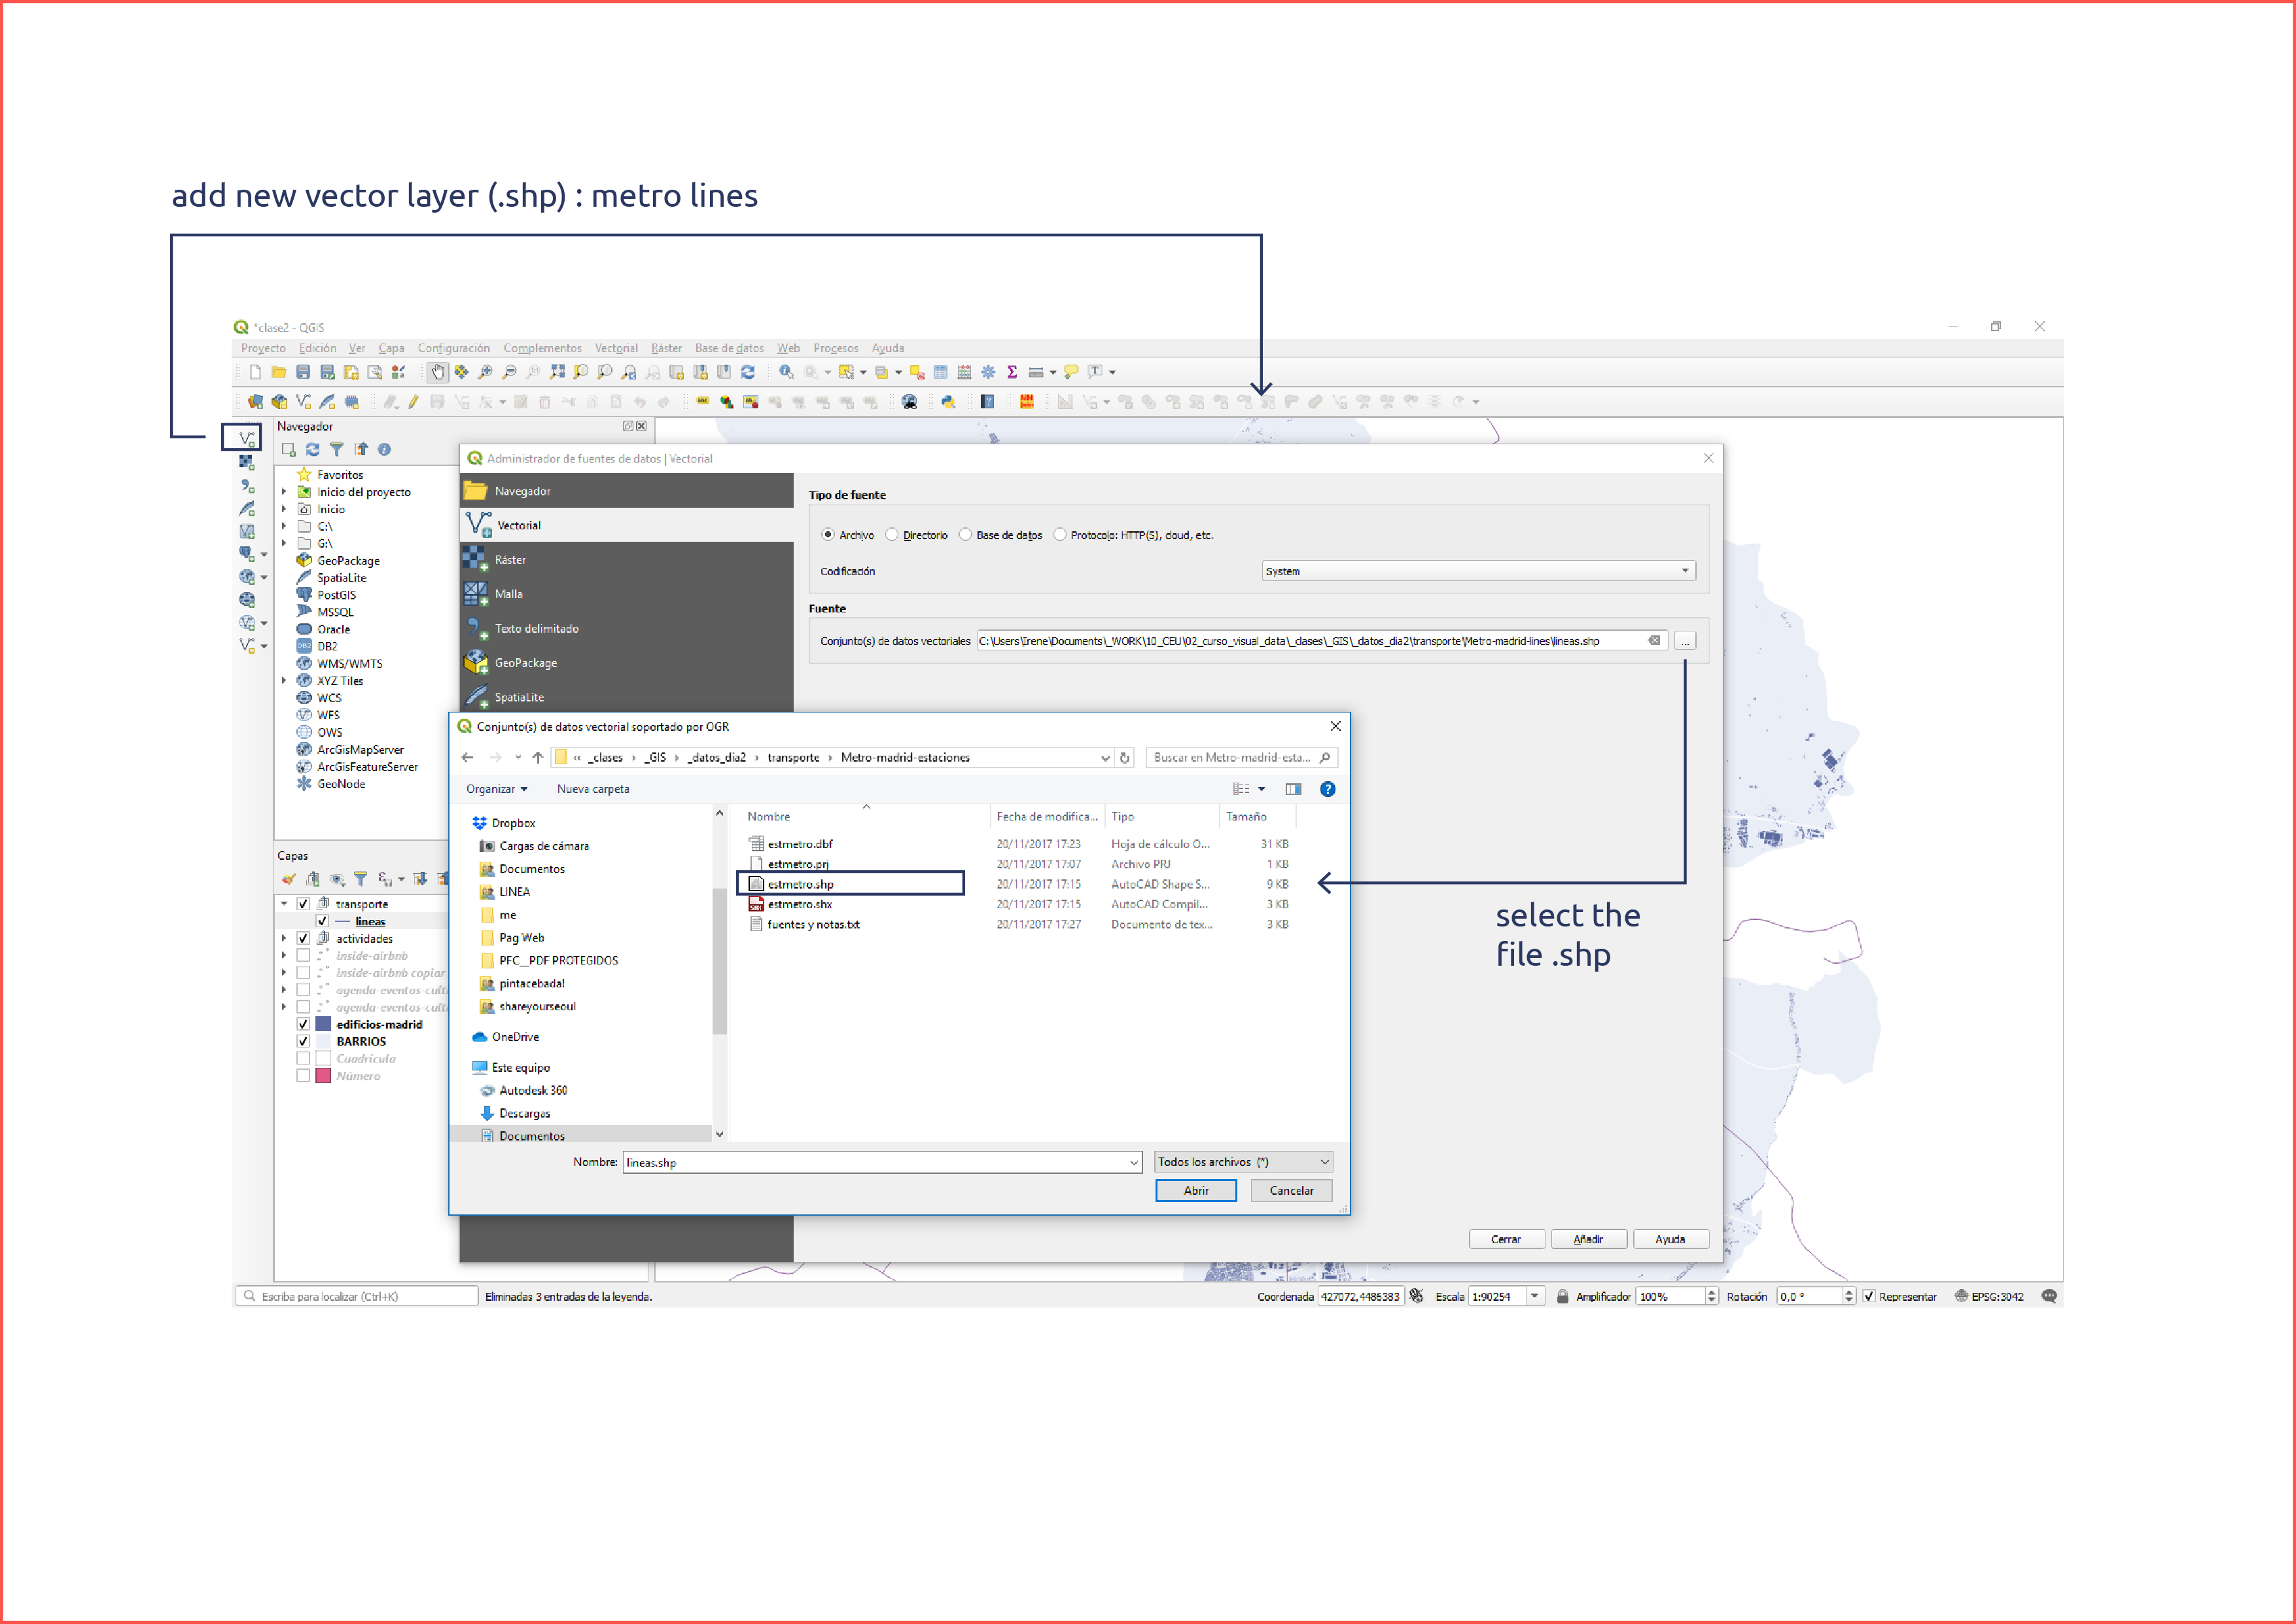 add new vector layer (.shp) : metro lines
*clase2 - QGIS
Proyecto Edición Ver Capa Configuración Complementos Vectorial Ráster Base de datos Web Procesos Ayuda
Navegador
Favoritos
Inicio del proyecto
Inicio
C:\
G:\
GeoPackage
SpatiaLite
PostGIS
MSSQL
Oracle
DB2
WMS/WMTS
XYZ Tiles
WCS
WFS
OWS
ArcGisMapServer
ArcGisFeatureServer
GeoNode
Capas
transporte
lineas
actividades
inside-airbnb
inside-airbnb copiar
agenda-eventos-cult
agenda-eventos-cult
edificios-madrid
BARRIOS
Cuadrícula
Número
Administrador de fuentes de datos | Vectorial
Navegador
Vectorial
Ráster
Malla
Texto delimitado
GeoPackage
SpatiaLite
Tipo de fuente
Archivo Directorio Base de datos Protocolo: HTTP(S), cloud, etc.
Codificación System
Fuente
Conjunto(s) de datos vectoriales C:\Users\Irene\Documents\_WORK\10_CEU\02_curso_visual_data\_clases\_GIS\_datos_dia2\transporte\Metro-madrid-lines\lineas.shp ...
Conjunto(s) de datos vectorial soportado por OGR
« _clases › _GIS › _datos_dia2 › transporte › Metro-madrid-estaciones Buscar en Metro-madrid-esta...
Organizar Nueva carpeta
Dropbox
Cargas de cámara
Documentos
LINEA
me
Pag Web
PFC__PDF PROTEGIDOS
pintacebada!
shareyourseoul
OneDrive
Este equipo
Autodesk 360
Descargas
Documentos
Nombre Fecha de modifica... Tipo Tamaño
estmetro.dbf 20/11/2017 17:23 Hoja de cálculo O... 31 KB
estmetro.prj 20/11/2017 17:07 Archivo PRJ 1 KB
estmetro.shp 20/11/2017 17:15 AutoCAD Shape S... 9 KB
estmetro.shx 20/11/2017 17:15 AutoCAD Compil... 3 KB
fuentes y notas.txt 20/11/2017 17:27 Documento de tex... 3 KB
Nombre: lineas.shp Todos los archivos (*)
Abrir Cancelar
select the
file .shp
Cerrar Añadir Ayuda
Escriba para localizar (Ctrl+K) Eliminadas 3 entradas de la leyenda. Coordenada 427072,4486383 Escala 1:90254 Amplificador 100% Rotación 0,0 ° Representar EPSG:3042